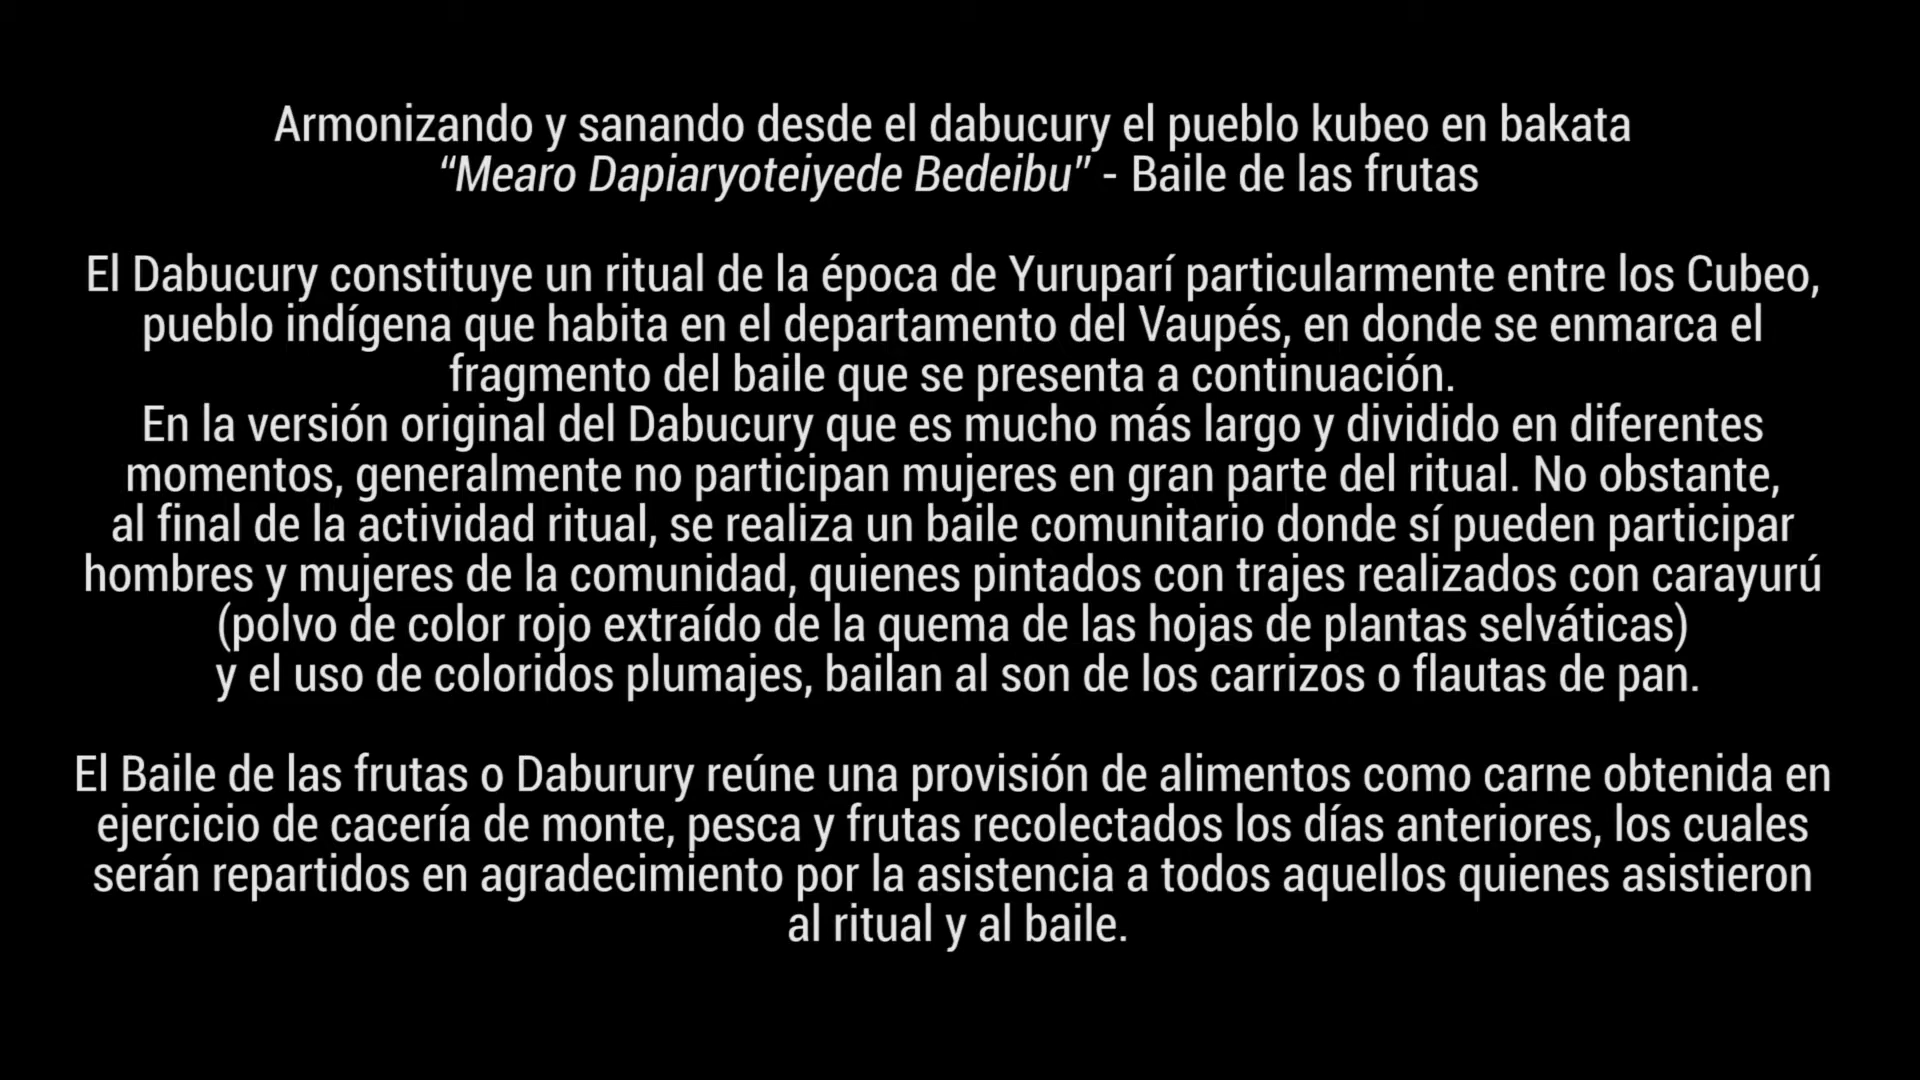 Armonizando y sanando desde el dabucury el pueblo kubeo en bakata
“Mearo Dapiaryoteiyede Bedeibu” - Baile de las frutas
El Dabucury constituye un ritual de la época de Yuruparí particularmente entre los Cubeo,
pueblo indígena que habita en el departamento del Vaupés, en donde se enmarca el
fragmento del baile que se presenta a continuación.
En la versión original del Dabucury que es mucho más largo y dividido en diferentes
momentos, generalmente no participan mujeres en gran parte del ritual. No obstante,
al final de la actividad ritual, se realiza un baile comunitario donde sí pueden participar
hombres y mujeres de la comunidad, quienes pintados con trajes realizados con carayurú
(polvo de color rojo extraído de la quema de las hojas de plantas selváticas)
y el uso de coloridos plumajes, bailan al son de los carrizos o flautas de pan.
El Baile de las frutas o Daburury reúne una provisión de alimentos como carne obtenida en
ejercicio de cacería de monte, pesca y frutas recolectados los días anteriores, los cuales
serán repartidos en agradecimiento por la asistencia a todos aquellos quienes asistieron
al ritual y al baile.